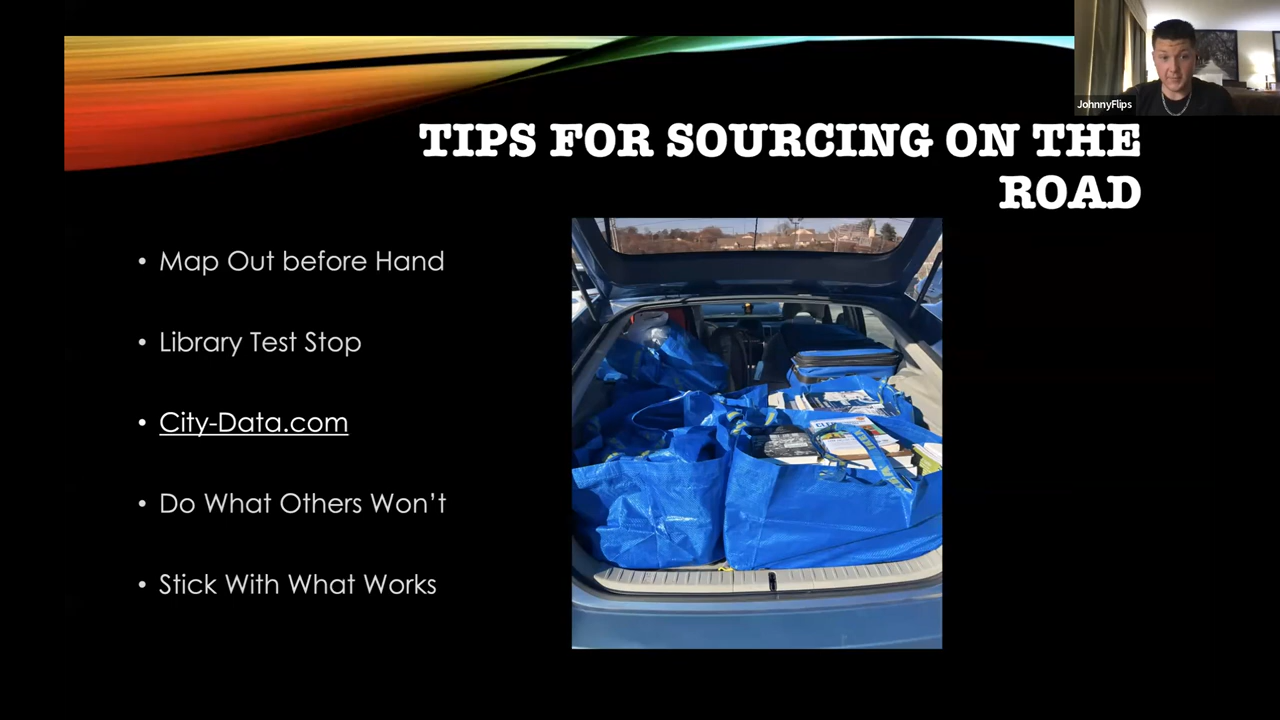 JohnnyFlips
TIPS FOR SOURCING ON THE
ROAD
• Map Out before Hand
• Library Test Stop
• City-Data.com
• Do What Others Won't
• Stick With What Works